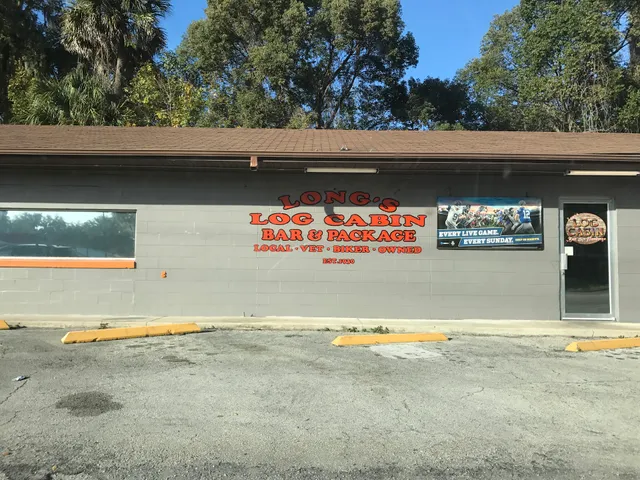 LONG'S
LOG CABIN
BAR & PACKAGE
LOCAL · VET · BIKER · OWNED
EVERY LIVE GAME.
EVERY SUNDAY.
LOG
CABIN